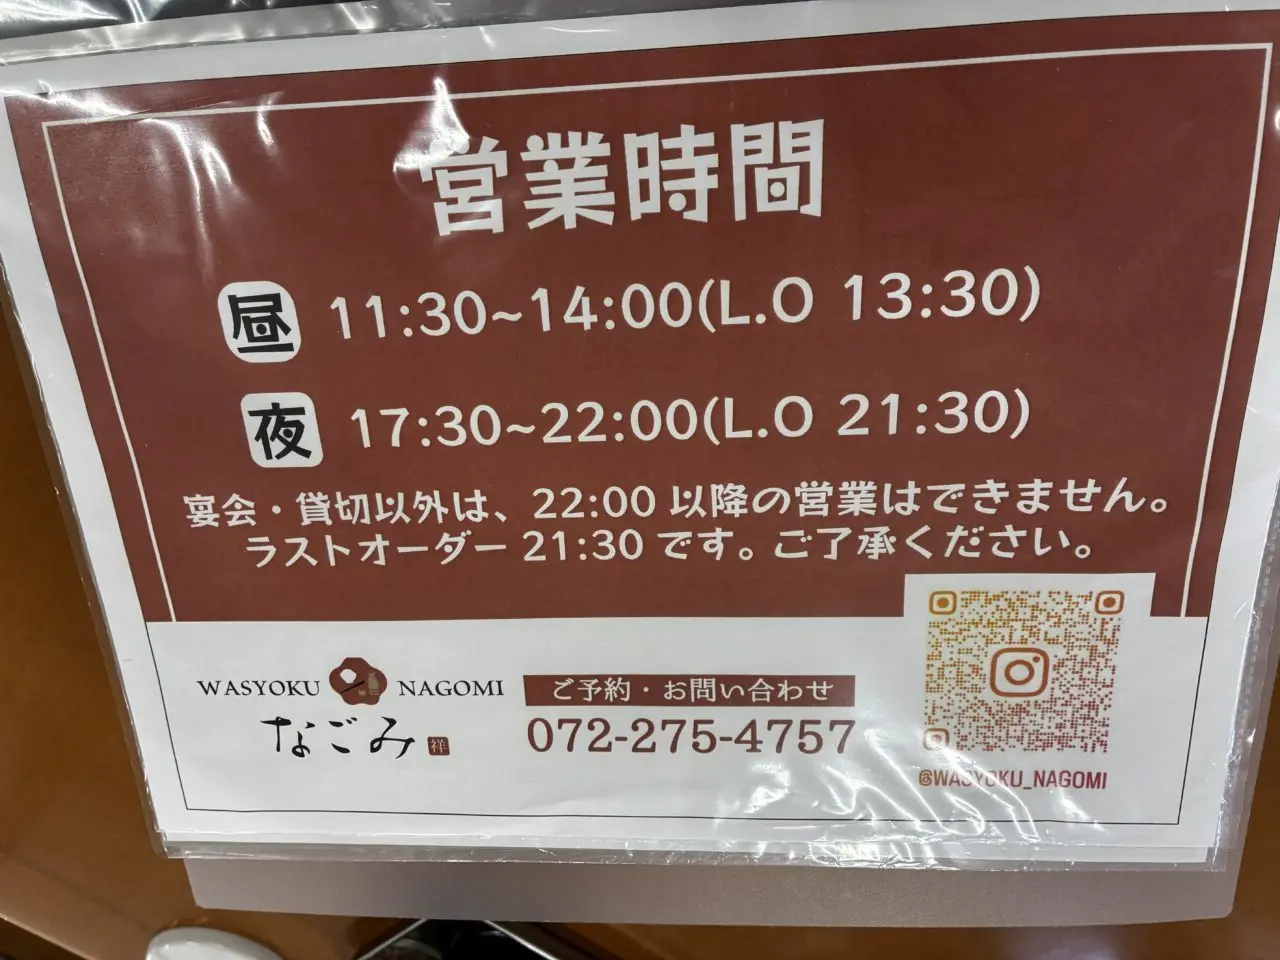 営業時間
昼 11:30~14:00(L.O 13:30)
夜 17:30~22:00(L.O 21:30)
宴会・貸切以外は、22:00 以降の営業はできません。
ラストオーダー 21:30 です。ご了承ください。
WASYOKU NAGOMI
なごみ 祥
ご予約・お問い合わせ
072-275-4757
@WASYOKU_NAGOMI